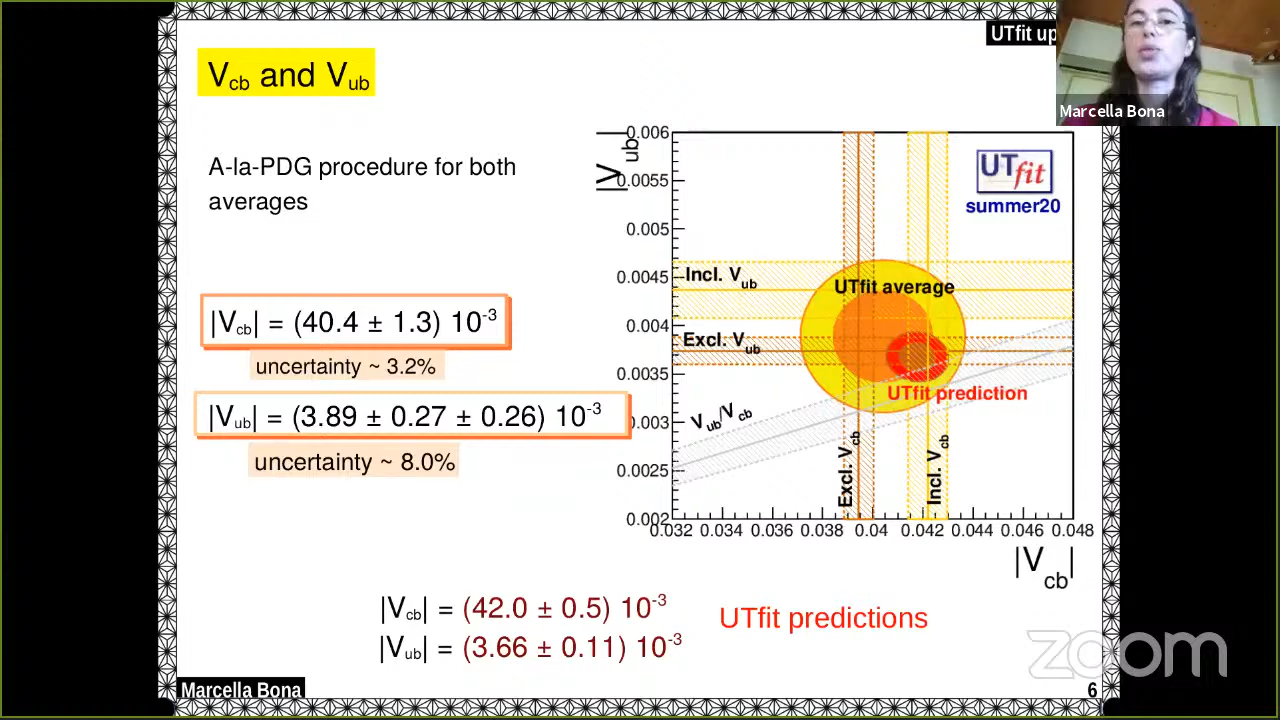 UTfit up
Marcella Bona
Vcb and Vub
A-la-PDG procedure for both
averages
|Vcb| = (40.4 ± 1.3) 10-3
uncertainty ~ 3.2%
|Vub| = (3.89 ± 0.27 ± 0.26) 10-3
uncertainty ~ 8.0%
|Vub|
0.006
0.0055
0.005
0.0045
0.004
0.0035
0.003
0.0025
0.002
UTfit
summer20
Incl. Vub
UTfit average
Excl. Vub
UTfit prediction
Vub/Vcb
Excl. Vcb
Incl. Vcb
0.032 0.034 0.036 0.038 0.04 0.042 0.044 0.046 0.048
|Vcb|
|Vcb| = (42.0 ± 0.5) 10-3
UTfit predictions
|Vub| = (3.66 ± 0.11) 10-3
zoom
Marcella Bona
6